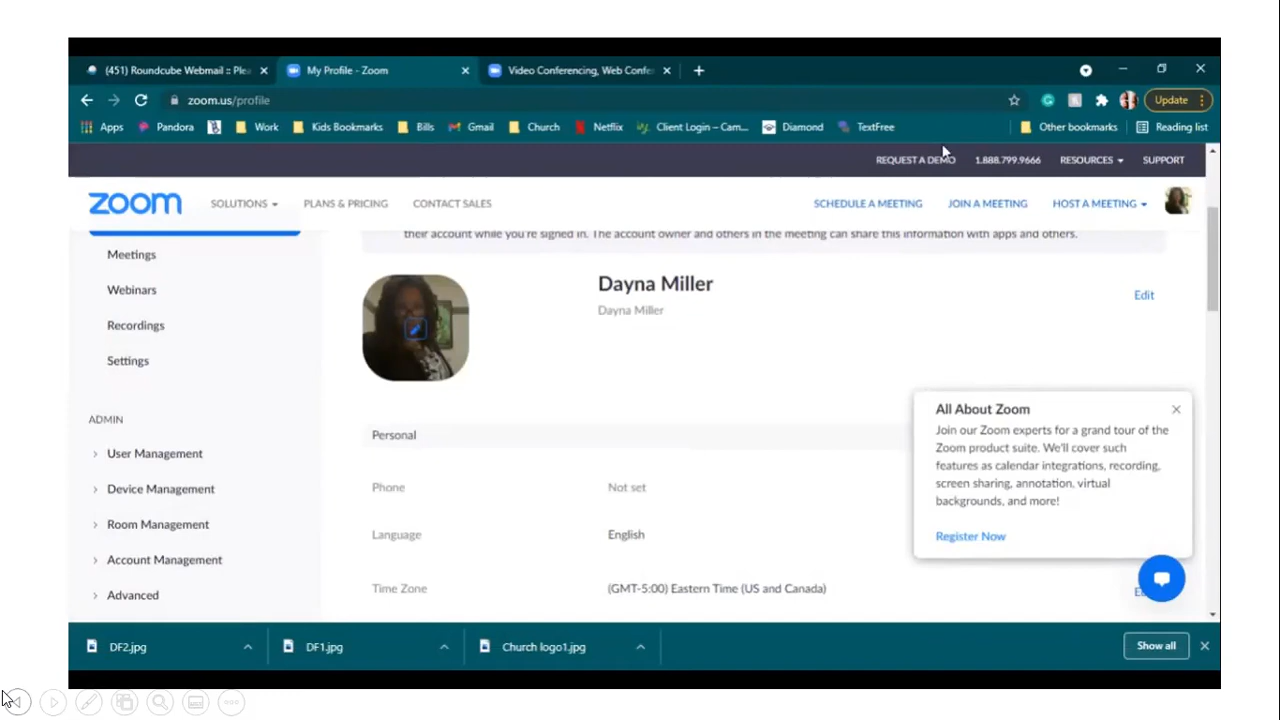 (451) Roundcube Webmail :: Plea
My Profile - Zoom
Video Conferencing, Web Confe
zoom.us/profile
Update
Apps
Pandora
Work
Kids Bookmarks
Bills
Gmail
Church
Netflix
Client Login – Cam...
Diamond
TextFree
Other bookmarks
Reading list
REQUEST A DEMO
1.888.799.9666
RESOURCES
SUPPORT
zoom
SOLUTIONS
PLANS & PRICING
CONTACT SALES
SCHEDULE A MEETING
JOIN A MEETING
HOST A MEETING
their account while you're signed in. The account owner and others in the meeting can share this information with apps and others.
Meetings
Webinars
Recordings
Settings
ADMIN
User Management
Device Management
Room Management
Account Management
Advanced
Dayna Miller
Dayna Miller
Edit
Personal
Phone
Not set
Language
English
Time Zone
(GMT-5:00) Eastern Time (US and Canada)
All About Zoom
Join our Zoom experts for a grand tour of the
Zoom product suite. We'll cover such
features as calendar integrations, recording,
screen sharing, annotation, virtual
backgrounds, and more!
Register Now
DF2.jpg
DF1.jpg
Church logo1.jpg
Show all